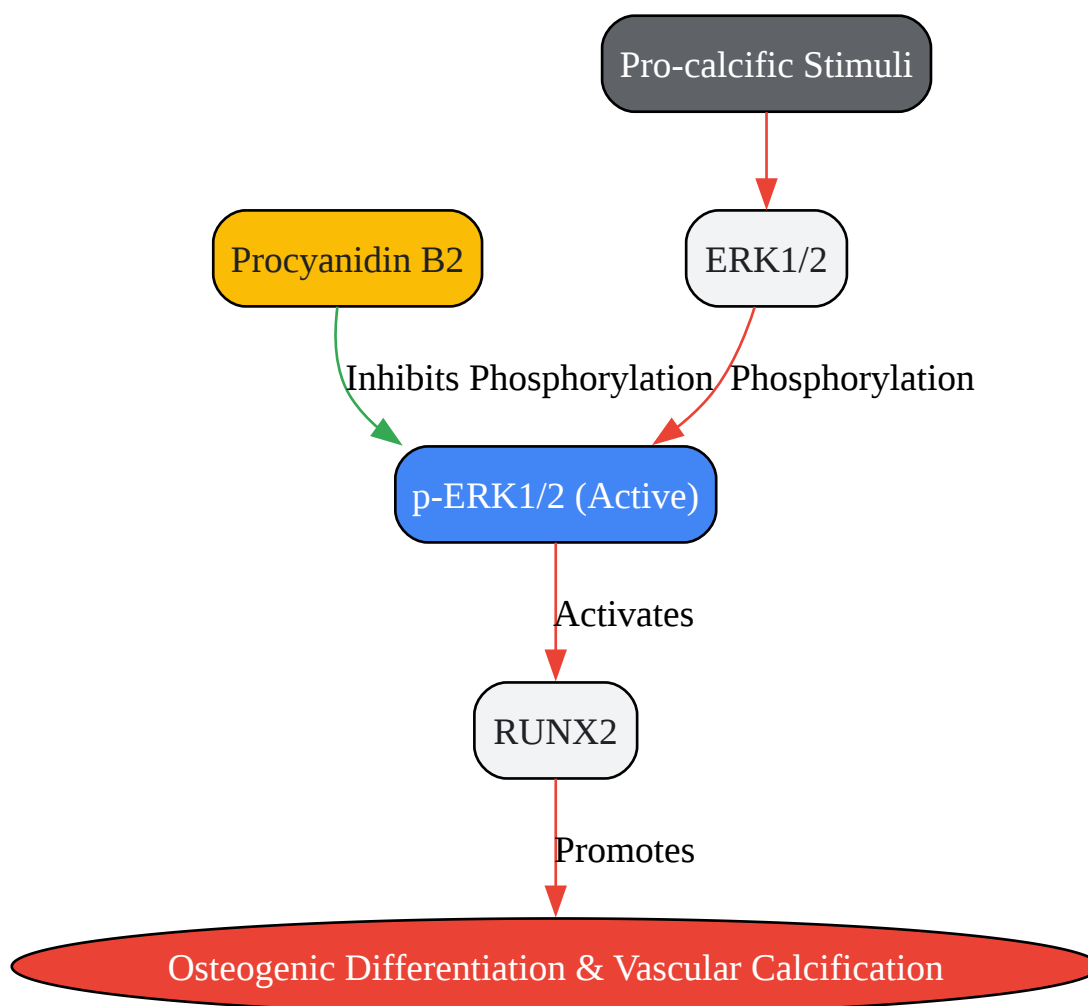 Pro-calcific Stimuli
Procyanidin B2
ERK1/2
Inhibits Phosphorylation
Phosphorylation
p-ERK1/2 (Active)
Activates
RUNX2
Promotes
Osteogenic Differentiation & Vascular Calcification